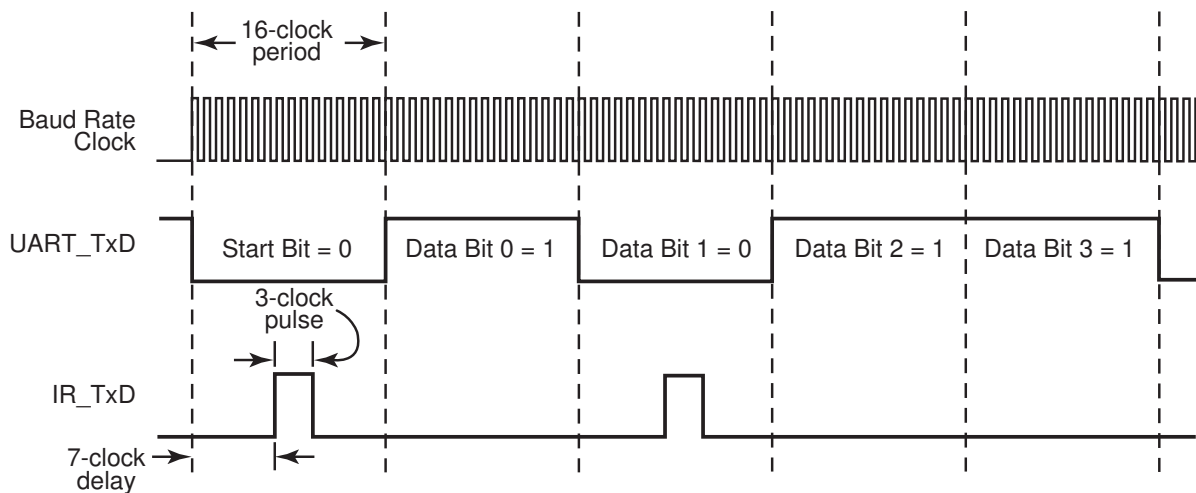 16-clock
period
Baud Rate
Clock
UART_TxD
Start Bit = 0
Data Bit 0 = 1
Data Bit 1 = 0
Data Bit 2 = 1
Data Bit 3 = 1
3-clock
pulse
IR_TxD
7-clock
delay